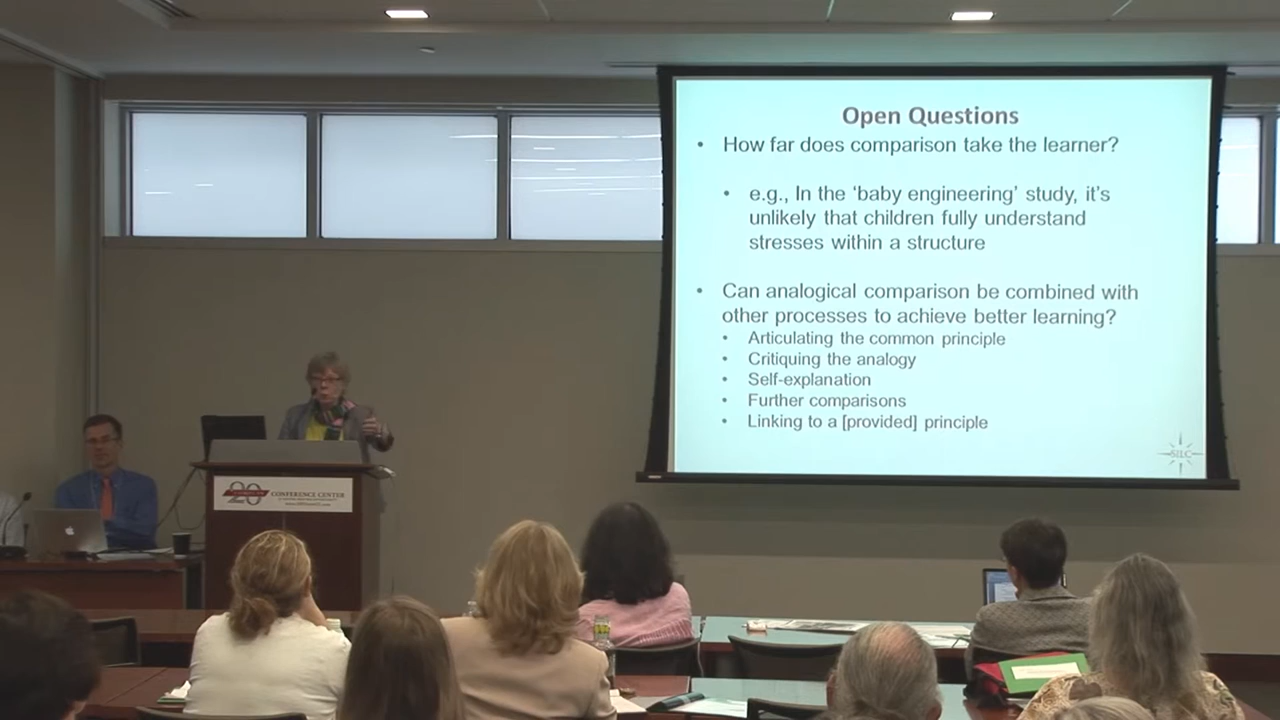 Open Questions
• How far does comparison take the learner?
• e.g., In the ‘baby engineering’ study, it’s
unlikely that children fully understand
stresses within a structure
• Can analogical comparison be combined with
other processes to achieve better learning?
• Articulating the common principle
• Critiquing the analogy
• Self-explanation
• Further comparisons
• Linking to a [provided] principle
SILC
20
CONFERENCE CENTER